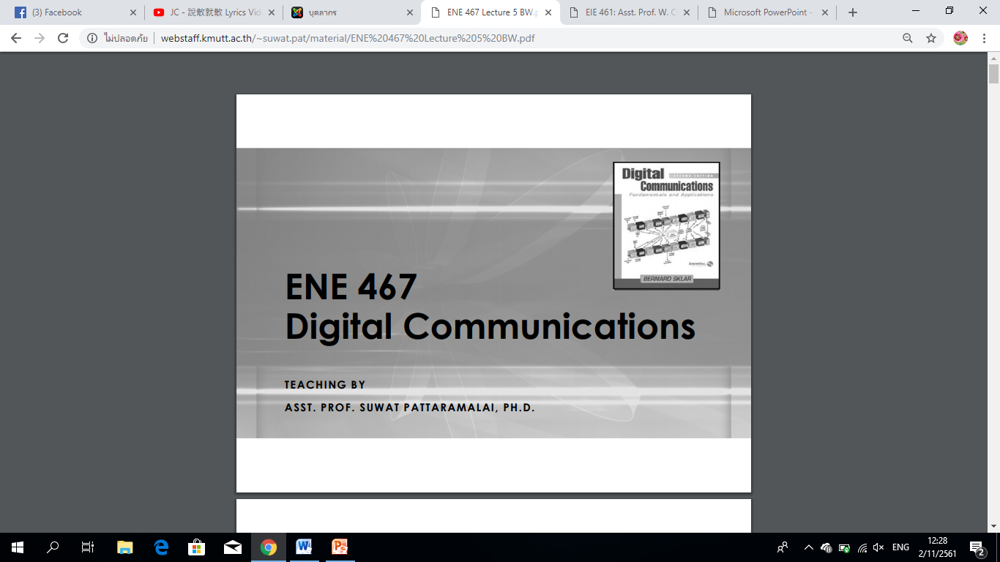 (3) Facebook
JC - 說散就散 Lyrics Vid
บุคลากร
ENE 467 Lecture 5 BW.p
EIE 461: Asst. Prof. W. C
Microsoft PowerPoint -
ไม่ปลอดภัย
webstaff.kmutt.ac.th/~suwat.pat/material/ENE%20467%20Lecture%205%20BW.pdf
Digital
SECOND EDITION
Communications
Fundamentals and Applications
BERNARD SKLAR
ENE 467
Digital Communications
TEACHING BY
ASST. PROF. SUWAT PATTARAMALAI, PH.D.
ENG
12:28
2/11/2561
2